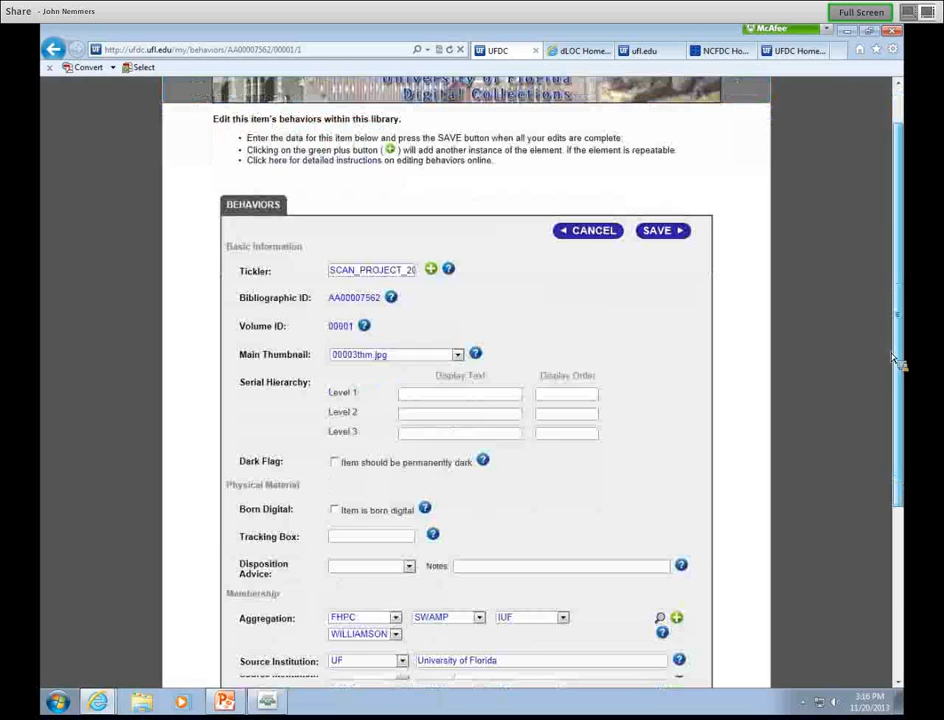 Share - John Nemmers
Full Screen
McAfee
http://ufdc.ufl.edu/my/behaviors/AA00007562/00001/1
UFDC
dLOC Home...
ufl.edu
NCFDC Ho...
UFDC Home...
Convert
Select
University of Florida
Digital Collections
Edit this item's behaviors within this library.
Enter the data for this item below and press the SAVE button when all your edits are complete.
Clicking on the green plus button ( ) will add another instance of the element, if the element is repeatable.
Click here for detailed instructions on editing behaviors online.
BEHAVIORS
CANCEL SAVE
Basic Information
Tickler: SCAN_PROJECT_20
Bibliographic ID: AA00007562
Volume ID: 00001
Main Thumbnail: 00003thm.jpg
Serial Hierarchy: Display Text Display Order
Level 1
Level 2
Level 3
Dark Flag: Item should be permanently dark
Physical Material
Born Digital: Item is born digital
Tracking Box:
Disposition Advice: Notes:
Membership
Aggregation: FHPC SWAMP IUF
WILLIAMSON
Source Institution: UF University of Florida
3:16 PM
11/20/2013